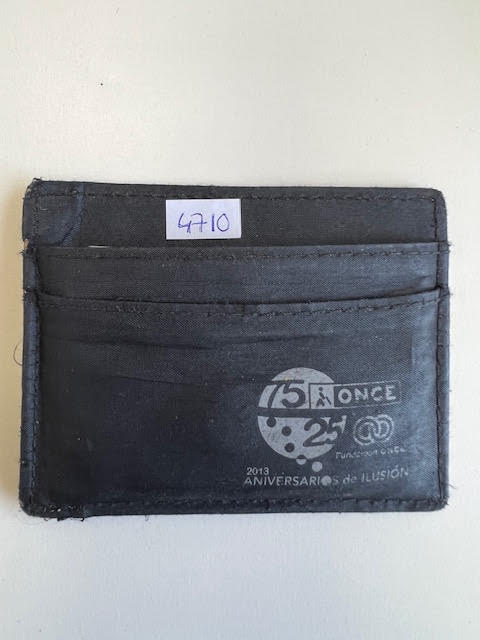 4710
75 ONCE
25
Fundación ONCE
2013
ANIVERSARIOS de ILUSIÓN